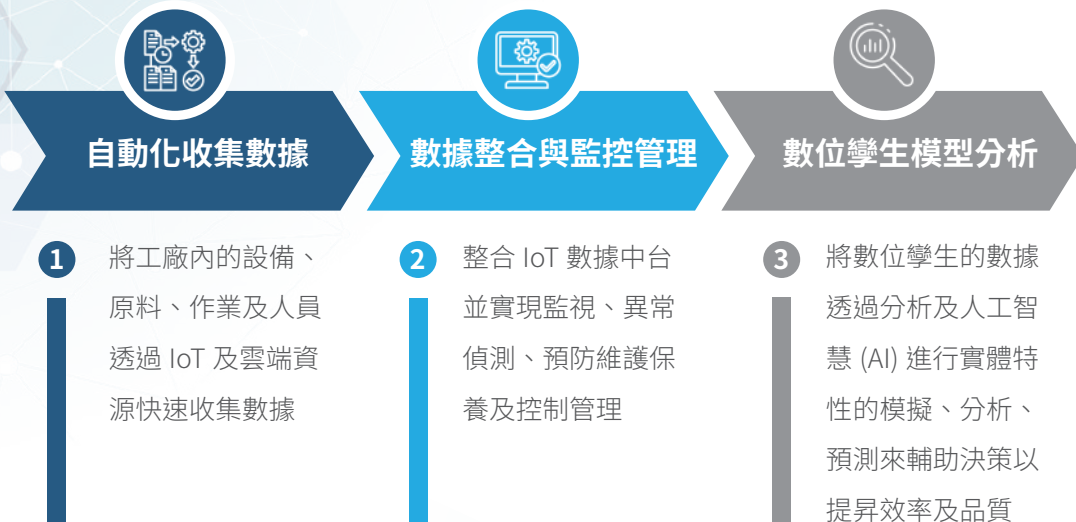 自動化收集數據
數據整合與監控管理
數位孿生模型分析
1
將工廠內的設備、
原料、作業及人員
透過 IoT 及雲端資
源快速收集數據
2
整合 IoT 數據中台
並實現監視、異常
偵測、預防維護保
養及控制管理
3
將數位孿生的數據
透過分析及人工智
慧 (AI) 進行實體特
性的模擬、分析、
預測來輔助決策以
提昇效率及品質